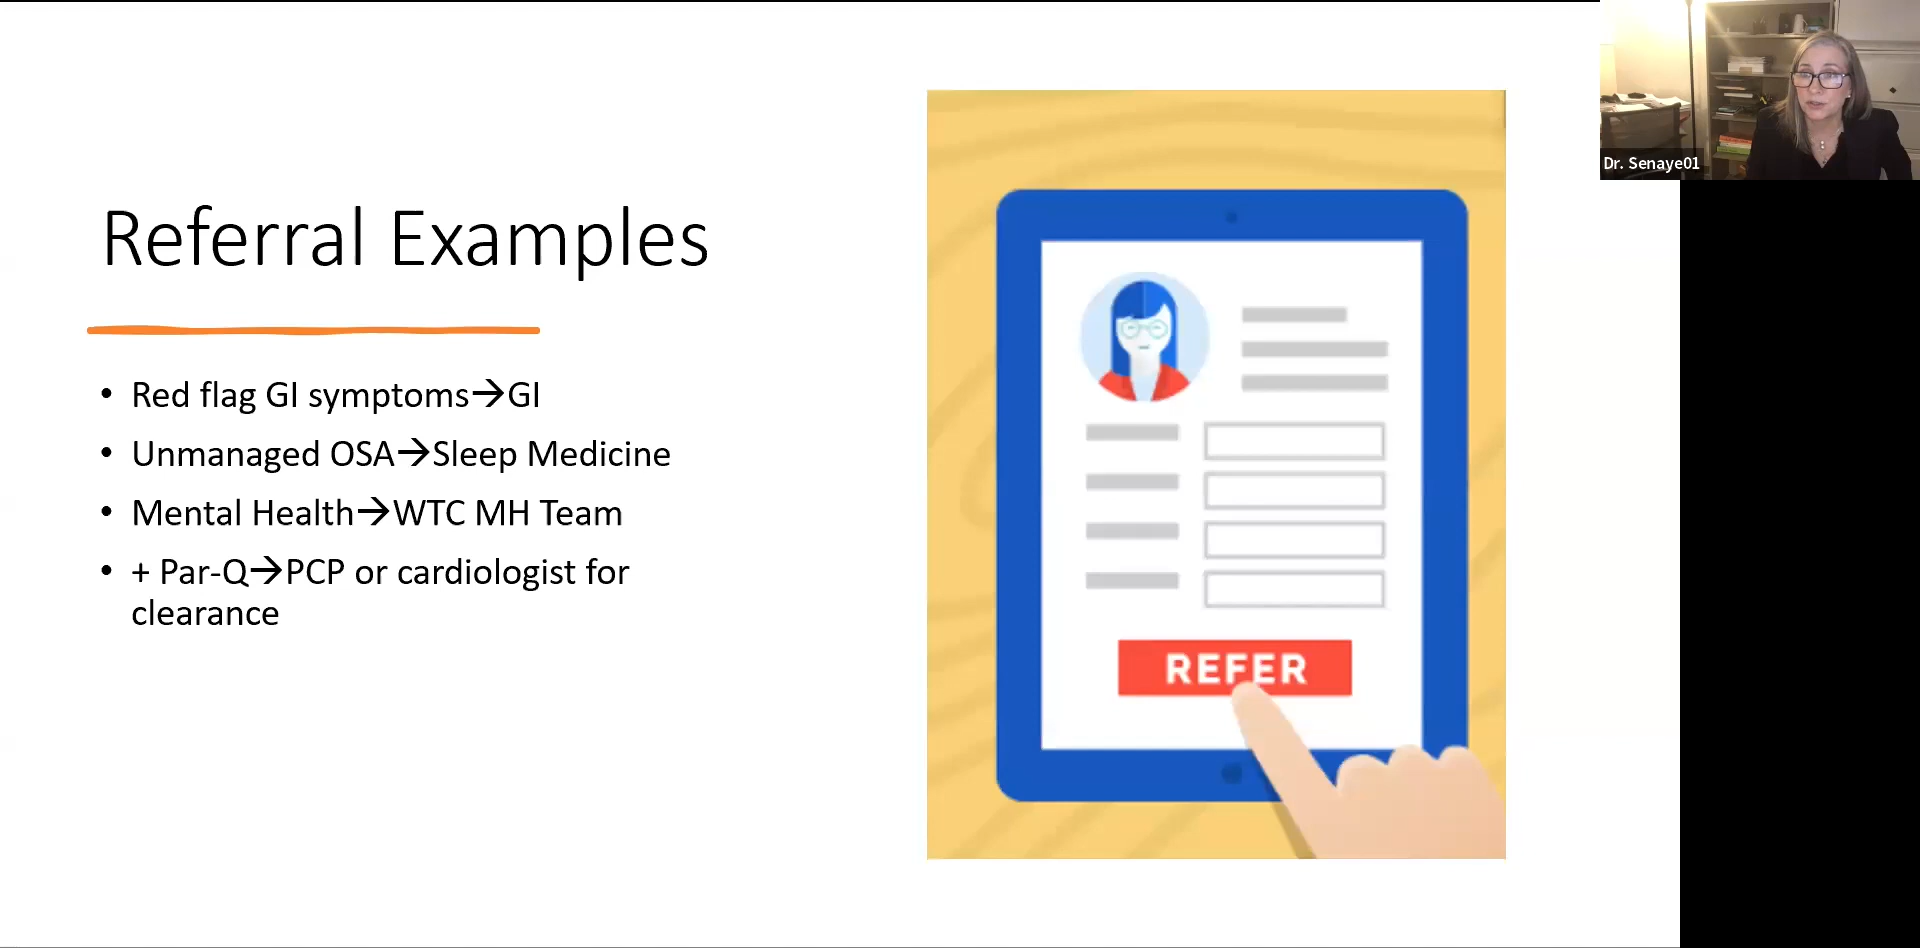 Referral Examples
• Red flag GI symptoms→GI
• Unmanaged OSA→Sleep Medicine
• Mental Health→WTC MH Team
• + Par-Q→PCP or cardiologist for
clearance
REFER
Dr. Senaye01